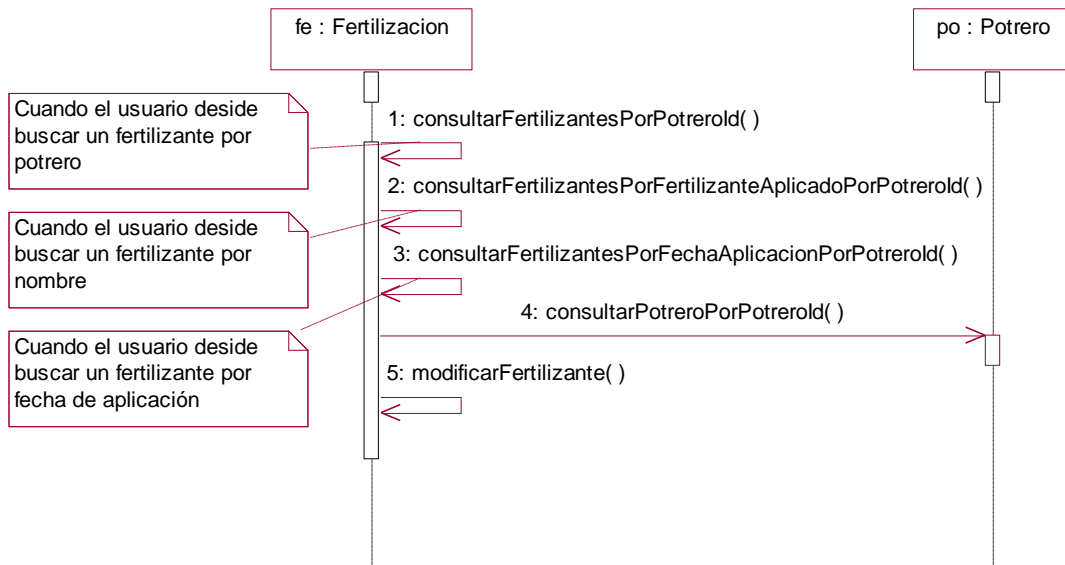 fe : Fertilizacion
po : Potrero
Cuando el usuario deside
buscar un fertilizante por
potrero
1: consultarFertilizantesPorPotreroId( )
2: consultarFertilizantesPorFertilizanteAplicadoPorPotreroId( )
Cuando el usuario deside
buscar un fertilizante por
nombre
3: consultarFertilizantesPorFechaAplicacionPorPotreroId( )
4: consultarPotreroPorPotreroId( )
Cuando el usuario deside
buscar un fertilizante por
fecha de aplicación
5: modificarFertilizante( )